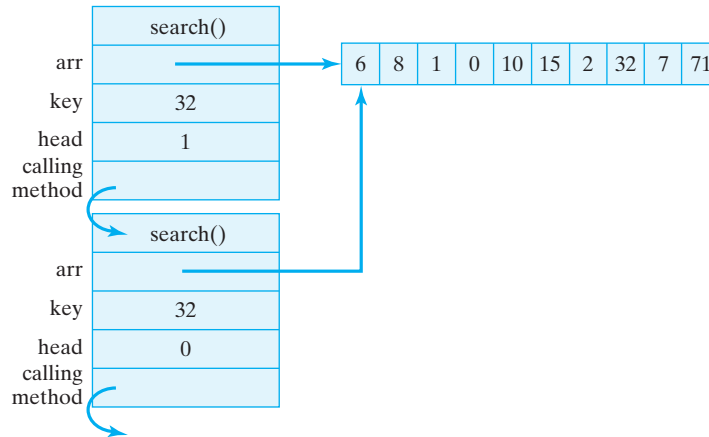 search()
arr
6 8 1 0 10 15 2 32 7 71
key 32
head 1
calling
method
search()
arr
key 32
head 0
calling
method